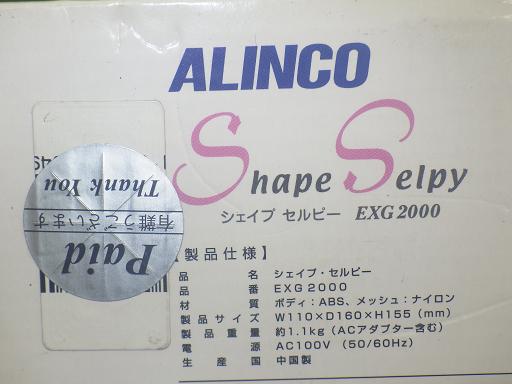 ALINCO
Shape Selpy
シェイプ セルピー EXG2000
Thank You
有難うございます
Paid
【製品仕様】
品 名 シェイプ・セルピー
品 番 EXG2000
材 質 ボディ:ABS、メッシュ:ナイロン
製品サイズ W110×D160×H155(mm)
製品重量 約1.1kg(ACアダプター含む)
電 源 AC100V (50/60Hz)
生 産 国 中国製